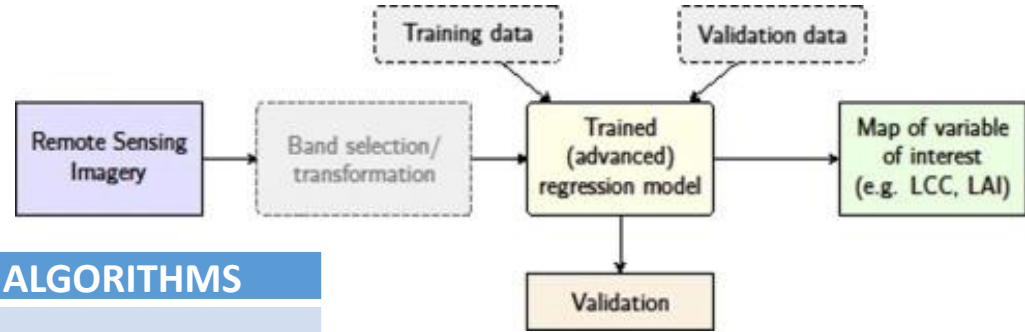 Training data
Validation data
Remote Sensing
Imagery
Band selection/
transformation
Trained
(advanced)
regression model
Map of variable
of interest
(e.g. LCC, LAI)
ALGORITHMS
Validation